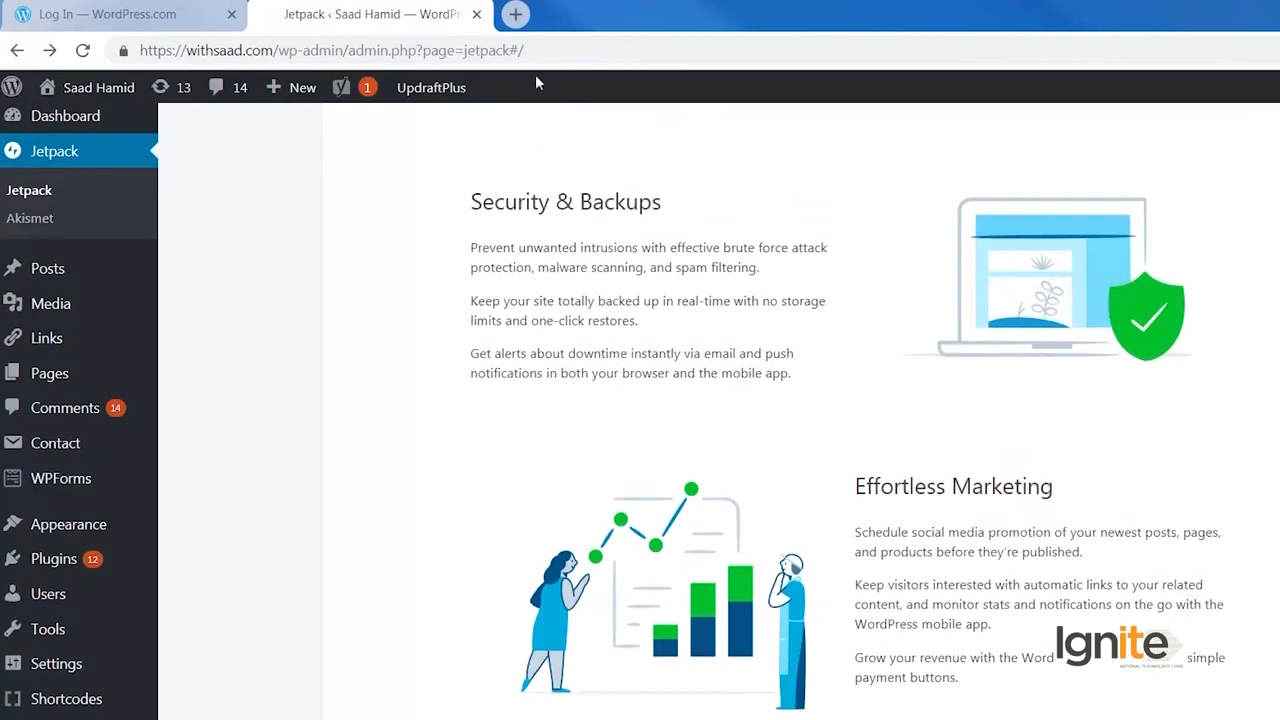 Log In — WordPress.com
Jetpack ‹ Saad Hamid — WordPr
https://withsaad.com/wp-admin/admin.php?page=jetpack#/
Saad Hamid 13 14 New 1 UpdraftPlus
Dashboard
Jetpack
Jetpack
Akismet
Posts
Media
Links
Pages
Comments 14
Contact
WPForms
Appearance
Plugins 12
Users
Tools
Settings
Shortcodes
Security & Backups
Prevent unwanted intrusions with effective brute force attack
protection, malware scanning, and spam filtering.
Keep your site totally backed up in real-time with no storage
limits and one-click restores.
Get alerts about downtime instantly via email and push
notifications in both your browser and the mobile app.
Effortless Marketing
Schedule social media promotion of your newest posts, pages,
and products before they're published.
Keep visitors interested with automatic links to your related
content, and monitor stats and notifications on the go with the
WordPress mobile app.
Grow your revenue with the Word simple
payment buttons.
Ignite
NATIONAL TECHNOLOGY FUND